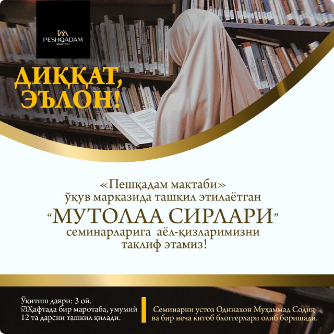 PESHQADAM
ДИҚҚАТ,
ЭЪЛОН!
«Пешқадам мактаби»
ўқув марказида ташкил этилаётган
“МУТОЛАА СИРЛАРИ”
семинарларига аёл-қизларимизни
таклиф этамиз!
Ўқитиш даври: 3 ой.
☑Ҳафтада бир маротаба, умумий
12 та дарсни ташкил қилади.
Семинарни устоз Одинахон Муҳаммад Содиқ
ва бир неча китоб блоггерлари олиб боришади.